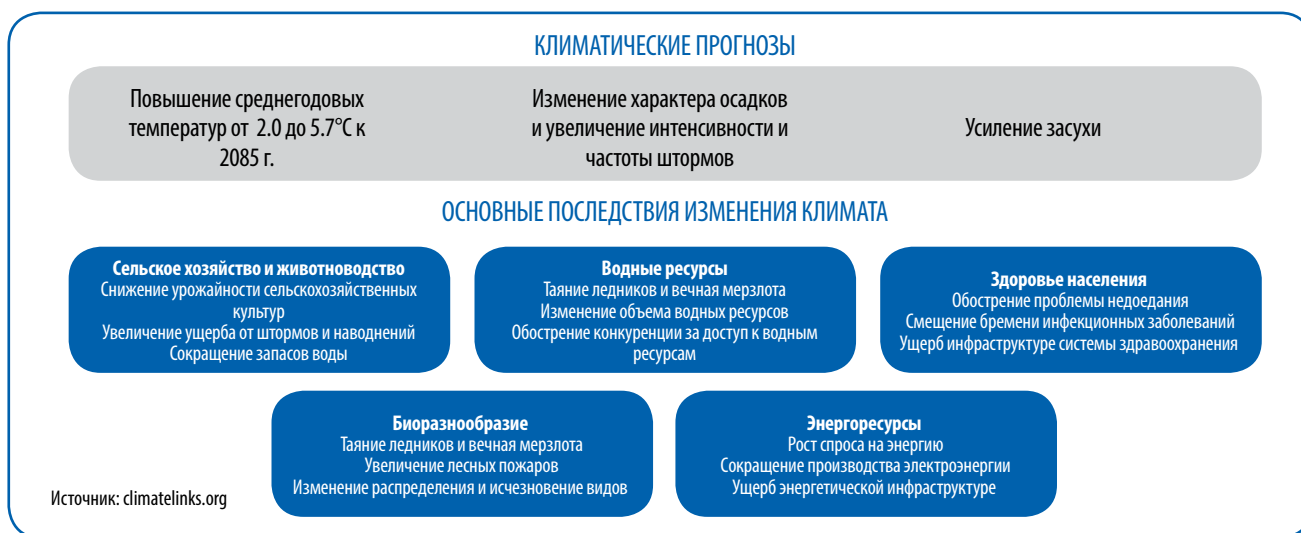 КЛИМАТИЧЕСКИЕ ПРОГНОЗЫ
Повышение среднегодовых
температур от 2.0 до 5.7°C к
2085 г.
Изменение характера осадков
и увеличение интенсивности и
частоты штормов
Усиление засухи
ОСНОВНЫЕ ПОСЛЕДСТВИЯ ИЗМЕНЕНИЯ КЛИМАТА
Сельское хозяйство и животноводство
Снижение урожайности сельскохозяйственных
культур
Увеличение ущерба от штормов и наводнений
Сокращение запасов воды
Водные ресурсы
Таяние ледников и вечная мерзлота
Изменение объема водных ресурсов
Обострение конкуренции за доступ к водным
ресурсам
Здоровье населения
Обострение проблемы недоедания
Смещение бремени инфекционных заболеваний
Ущерб инфраструктуре системы здравоохранения
Биоразнообразие
Таяние ледников и вечная мерзлота
Увеличение лесных пожаров
Изменение распределения и исчезновение видов
Энергоресурсы
Рост спроса на энергию
Сокращение производства электроэнергии
Ущерб энергетической инфраструктуре
Источник: climatelinks.org